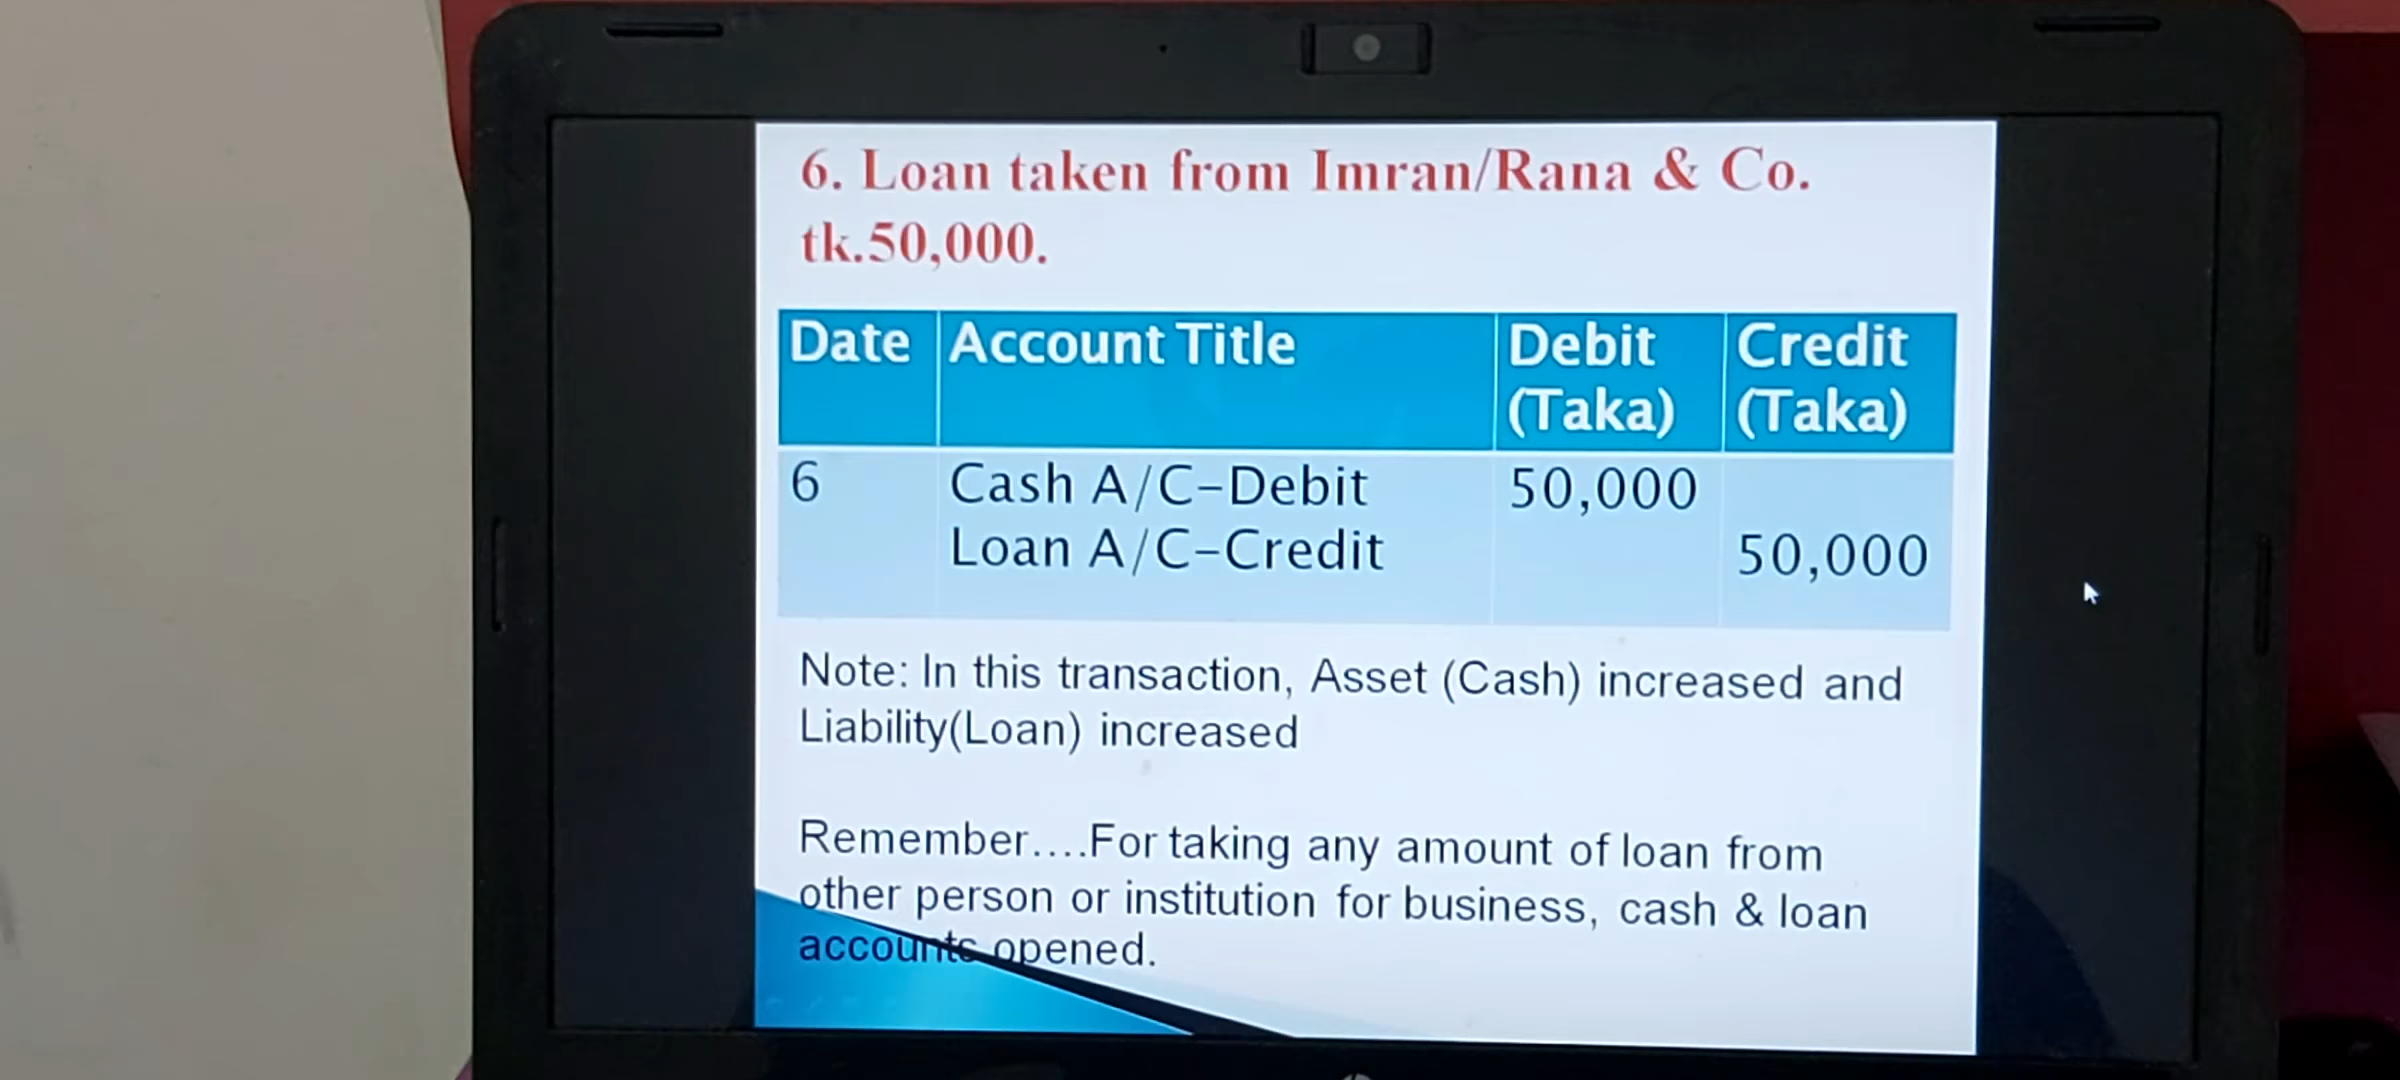 6. Loan taken from Imran/Rana & Co.
tk.50,000.
Date Account Title Debit (Taka) Credit (Taka)
6 Cash A/C-Debit 50,000
Loan A/C-Credit 50,000
Note: In this transaction, Asset (Cash) increased and
Liability(Loan) increased
Remember....For taking any amount of loan from
other person or institution for business, cash & loan
accounts opened.